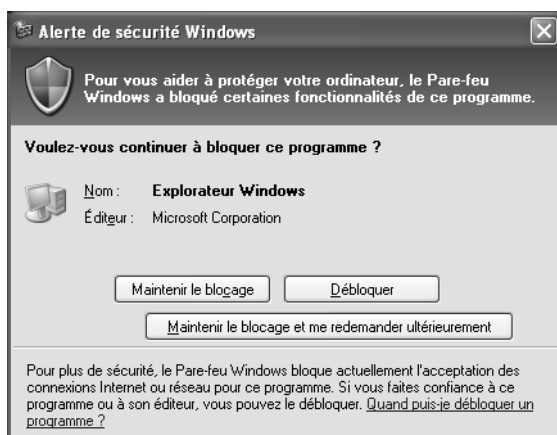 Alerte de sécurité Windows
Pour vous aider à protéger votre ordinateur, le Pare-feu
Windows a bloqué certaines fonctionnalités de ce programme.
Voulez-vous continuer à bloquer ce programme ?
Nom : Explorateur Windows
Éditeur : Microsoft Corporation
Maintenir le blocage Débloquer
Maintenir le blocage et me redemander ultérieurement
Pour plus de sécurité, le Pare-feu Windows bloque actuellement l'acceptation des
connexions Internet ou réseau pour ce programme. Si vous faites confiance à ce
programme ou à son éditeur, vous pouvez le débloquer. Quand puis-je débloquer un
programme ?